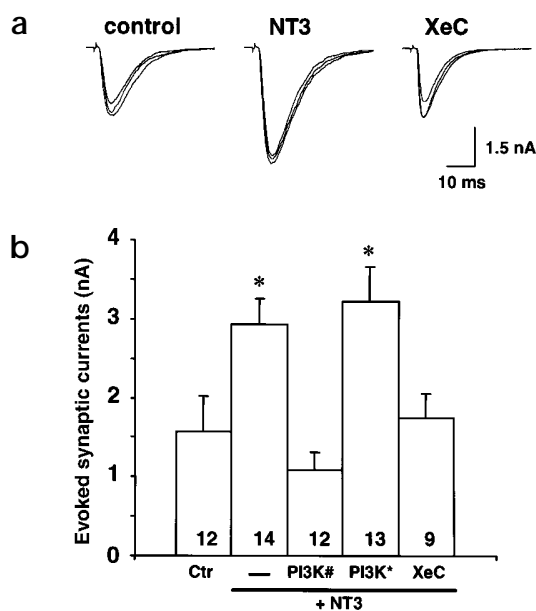 a
control NT3 XeC
1.5 nA
10 ms
b
Evoked synaptic currents (nA)
4
3
2
1
0
* *
12 14 12 13 9
Ctr — PI3K# PI3K* XeC
+ NT3